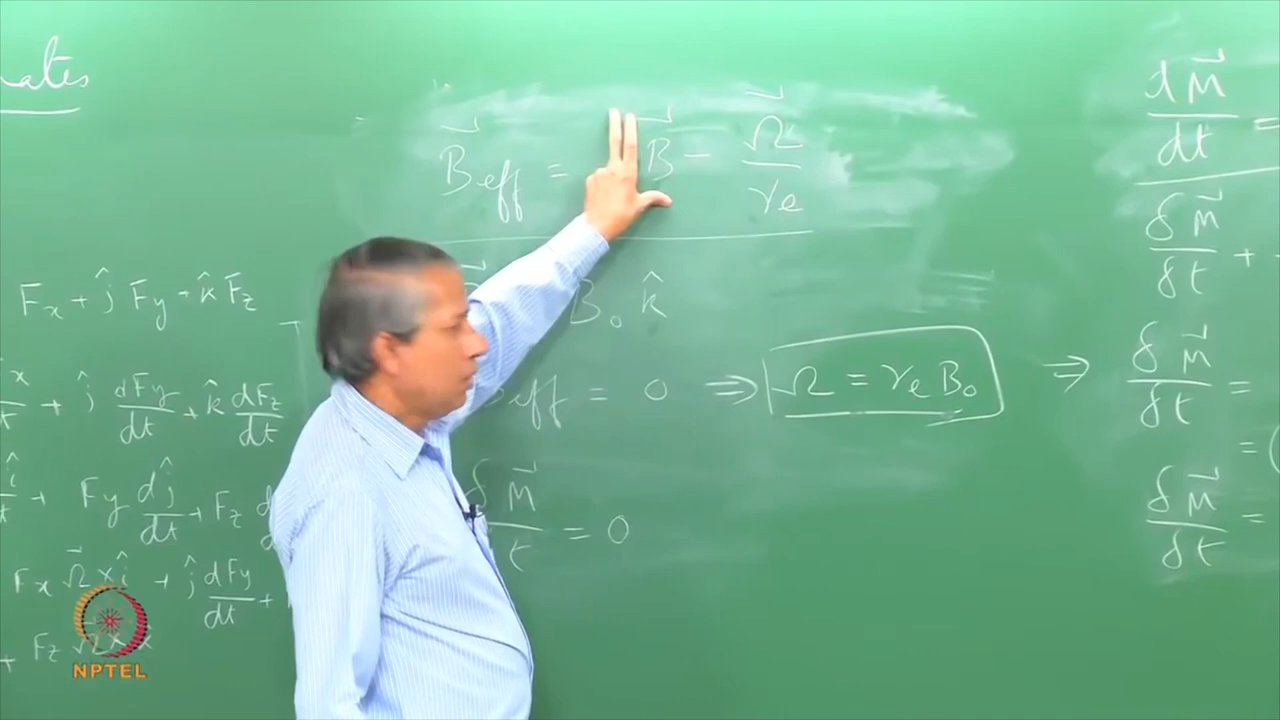 ates
B⃗eff = B⃗ - Ω⃗/γe
B₀ k̂
eff = 0 ⇒ Ω = γe B₀ ⇒
δM⃗/t = 0
Fx + ĵ Fy + k̂ Fz
x/t + ĵ dFy/dt + k̂ dFz/dt
î/t + Fy dĵ/dt + Fz d
Fx Ω⃗ × î + ĵ dFy/dt +
+ Fz Ω ×
dM⃗/dt =
δM⃗/δt +
δM⃗/δt =
= (
δM⃗/δt =
NPTEL